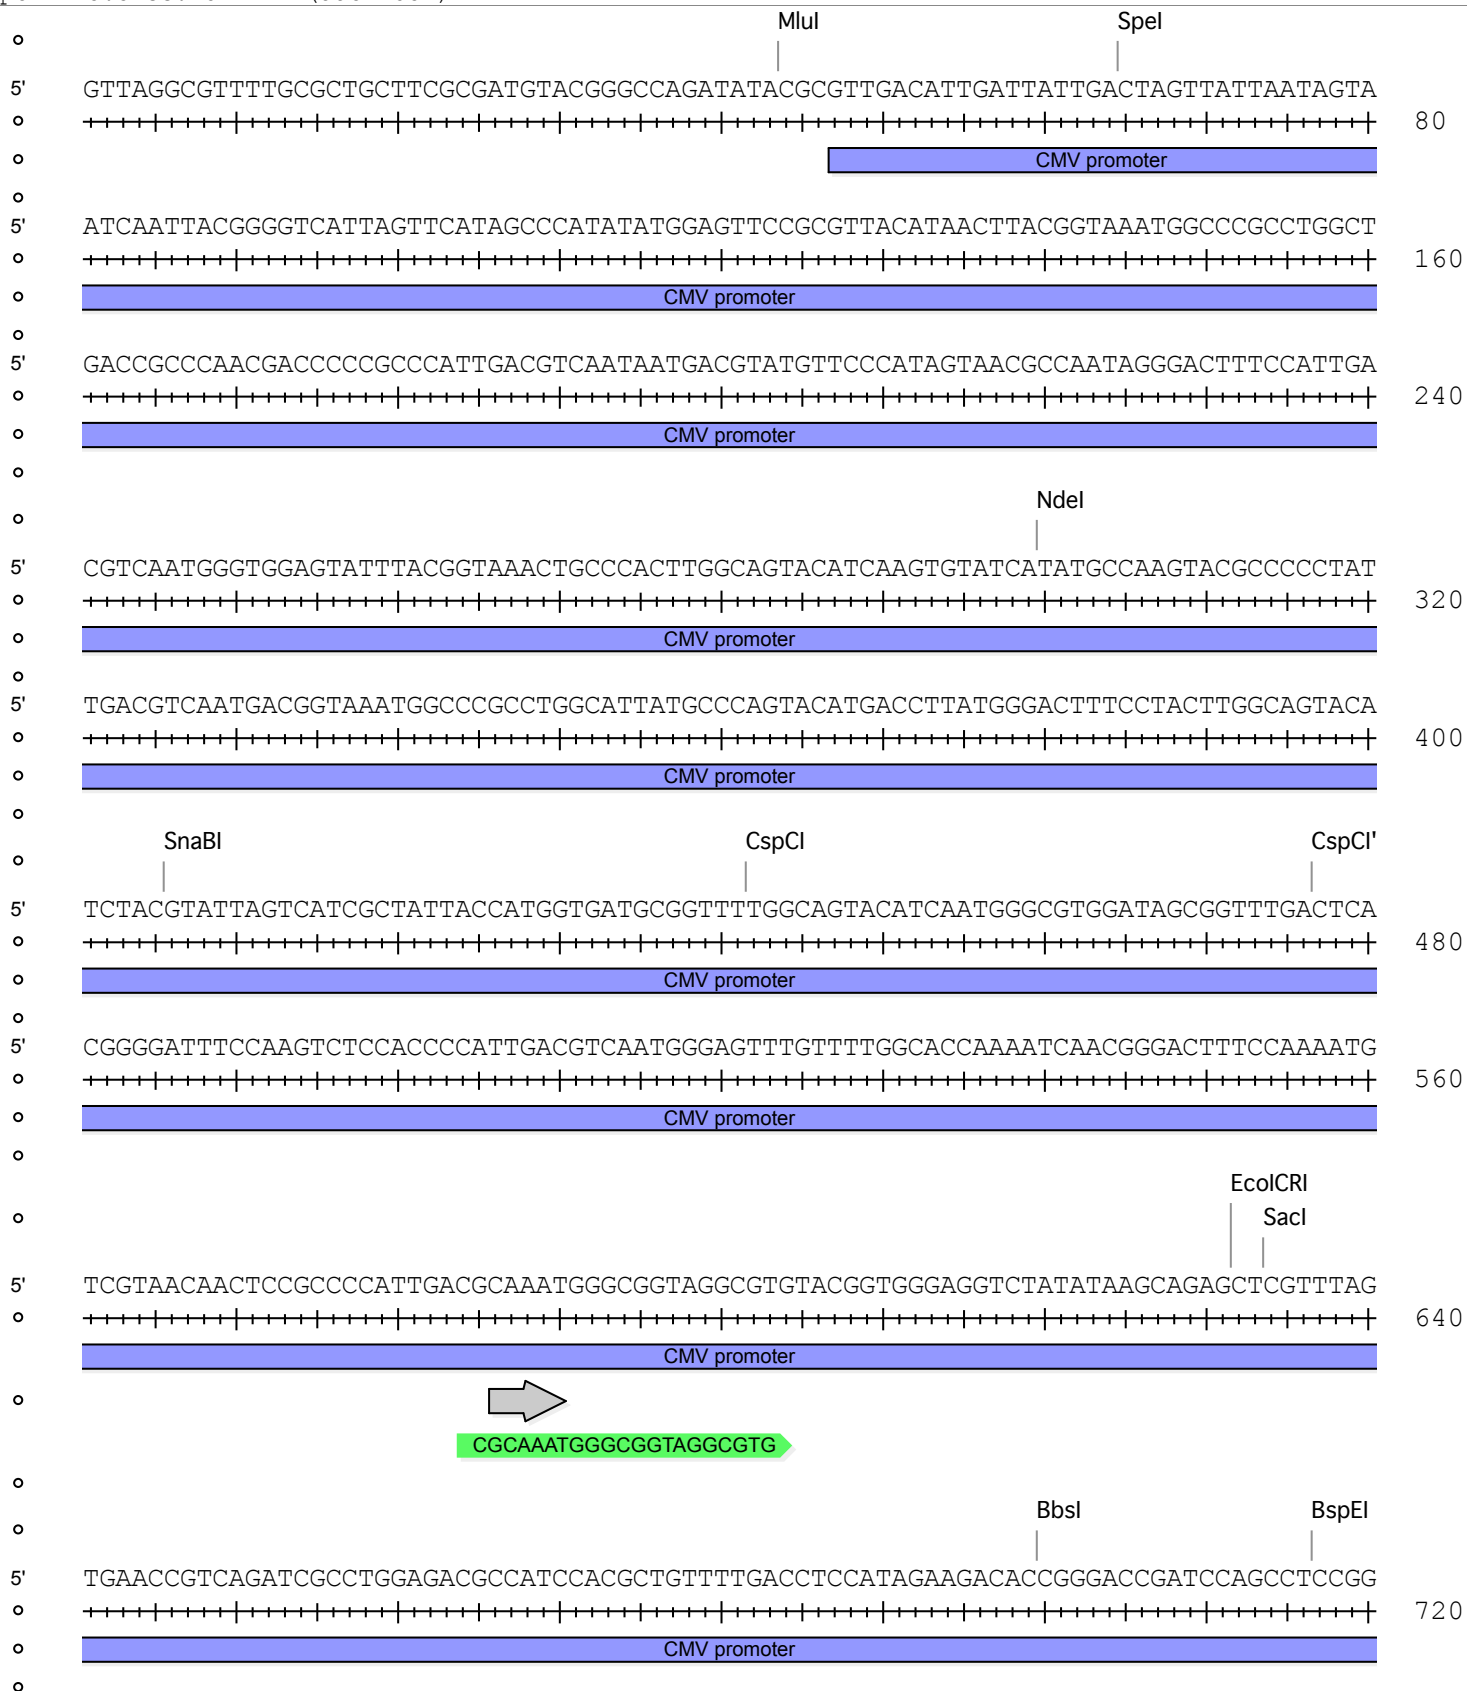 MluI SpeI
5' GTTAGGCGTTTTGCGCTGCTTCGCGATGTACGGGCCAGATATACGCGTTGACATTGATTATTGACTAGTTATTAATAGTA
80
CMV promoter
5' ATCAATTACGGGGTCATTAGTTCATAGCCCATATATGGAGTTCCGCGTTACATAACTTACGGTAAATGGCCCGCCTGGCT
160
CMV promoter
5' GACCGCCCAACGACCCCCGCCCATTGACGTCAATAATGACGTATGTTCCCATAGTAACGCCAATAGGGACTTTCCATTGA
240
CMV promoter
NdeI
5' CGTCAATGGGTGGAGTATTTACGGTAAACTGCCCACTTGGCAGTACATCAAGTGTATCATATGCCAAGTACGCCCCCTAT
320
CMV promoter
5' TGACGTCAATGACGGTAAATGGCCCGCCTGGCATTATGCCCAGTACATGACCTTATGGGACTTTCCTACTTGGCAGTACA
400
CMV promoter
SnaBI CspCI CspCI'
5' TCTACGTATTAGTCATCGCTATTACCATGGTGATGCGGTTTTGGCAGTACATCAATGGGCGTGGATAGCGGTTTGACTCA
480
CMV promoter
5' CGGGGATTTCCAAGTCTCCACCCCATTGACGTCAATGGGAGTTTGTTTTGGCACCAAAATCAACGGGACTTTCCAAAATG
560
CMV promoter
EcoICRI
SacI
5' TCGTAACAACTCCGCCCCATTGACGCAAATGGGCGGTAGGCGTGTACGGTGGGAGGTCTATATAAGCAGAGCTCGTTTAG
640
CMV promoter
CGCAAATGGGCGGTAGGCGTG
BbsI BspEI
5' TGAACCGTCAGATCGCCTGGAGACGCCATCCACGCTGTTTTGACCTCCATAGAAGACACCGGGACCGATCCAGCCTCCGG
720
CMV promoter